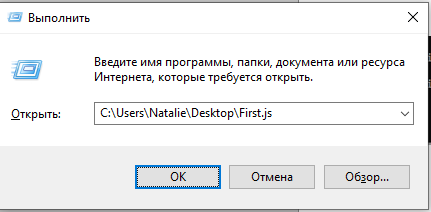 Выполнить
Введите имя программы, папки, документа или ресурса
Интернета, которые требуется открыть.
Открыть: C:\Users\Natalie\Desktop\First.js
ОК Отмена Обзор...